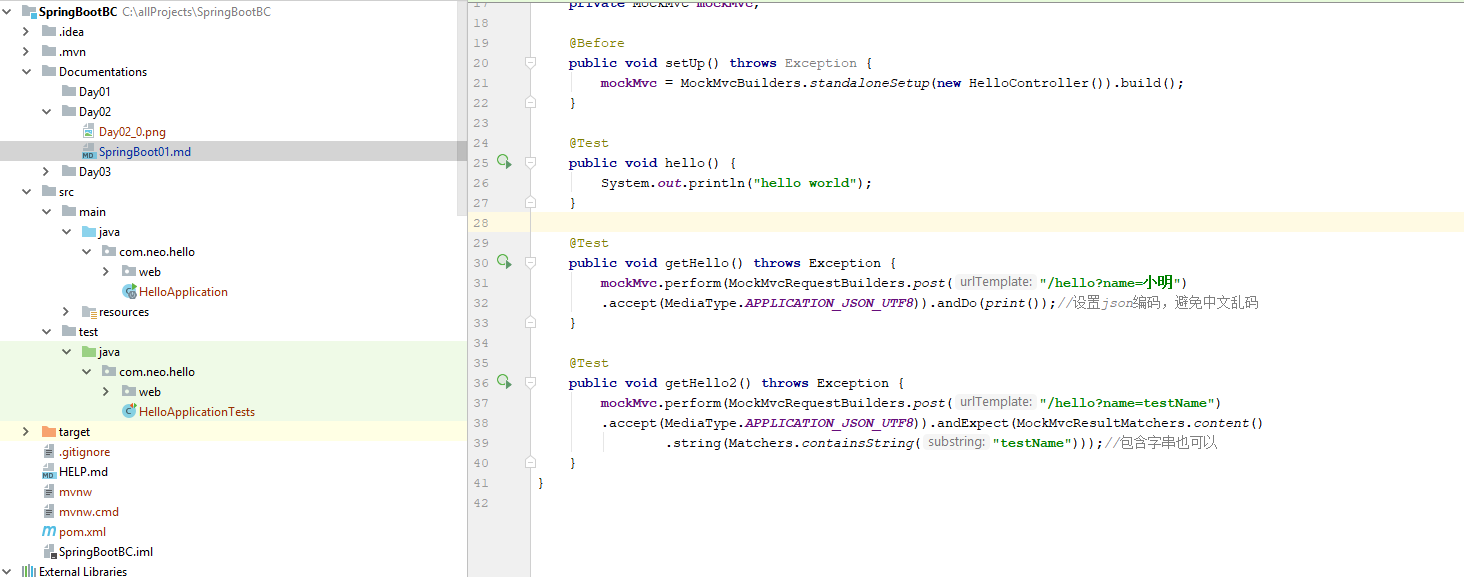 SpringBootBC C:\allProjects\SpringBootBC
.idea
.mvn
Documentations
Day01
Day02
Day02_0.png
SpringBoot01.md
Day03
src
main
java
com.neo.hello
web
HelloApplication
resources
test
java
com.neo.hello
web
HelloApplicationTests
target
.gitignore
HELP.md
mvnw
mvnw.cmd
pom.xml
SpringBootBC.iml
External Libraries
17 private MockMvc mockMvc;
18
19 @Before
20 public void setUp() throws Exception {
21 mockMvc = MockMvcBuilders.standaloneSetup(new HelloController()).build();
22 }
23
24 @Test
25 public void hello() {
26 System.out.println("hello world");
27 }
28
29 @Test
30 public void getHello() throws Exception {
31 mockMvc.perform(MockMvcRequestBuilders.post( urlTemplate: "/hello?name=小明")
32 .accept(MediaType.APPLICATION_JSON_UTF8)).andDo(print());//设置json编码，避免中文乱码
33 }
34
35 @Test
36 public void getHello2() throws Exception {
37 mockMvc.perform(MockMvcRequestBuilders.post( urlTemplate: "/hello?name=testName")
38 .accept(MediaType.APPLICATION_JSON_UTF8)).andExpect(MockMvcResultMatchers.content()
39 .string(Matchers.containsString( substring: "testName")));//包含字串也可以
40 }
41 }
42